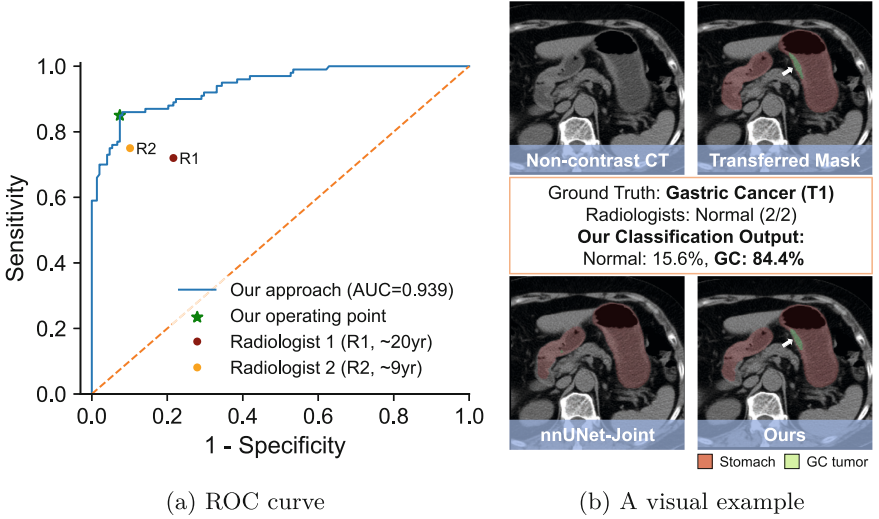 1.0
0.8
0.6
0.4
0.2
0.0
Sensitivity
R2
R1
Our approach (AUC=0.939)
Our operating point
Radiologist 1 (R1, ~20yr)
Radiologist 2 (R2, ~9yr)
0.0 0.2 0.4 0.6 0.8 1.0
1 - Specificity
(a) ROC curve
Non-contrast CT
Transferred Mask
Ground Truth: Gastric Cancer (T1)
Radiologists: Normal (2/2)
Our Classification Output:
Normal: 15.6%, GC: 84.4%
nnUNet-Joint
Ours
Stomach
GC tumor
(b) A visual example